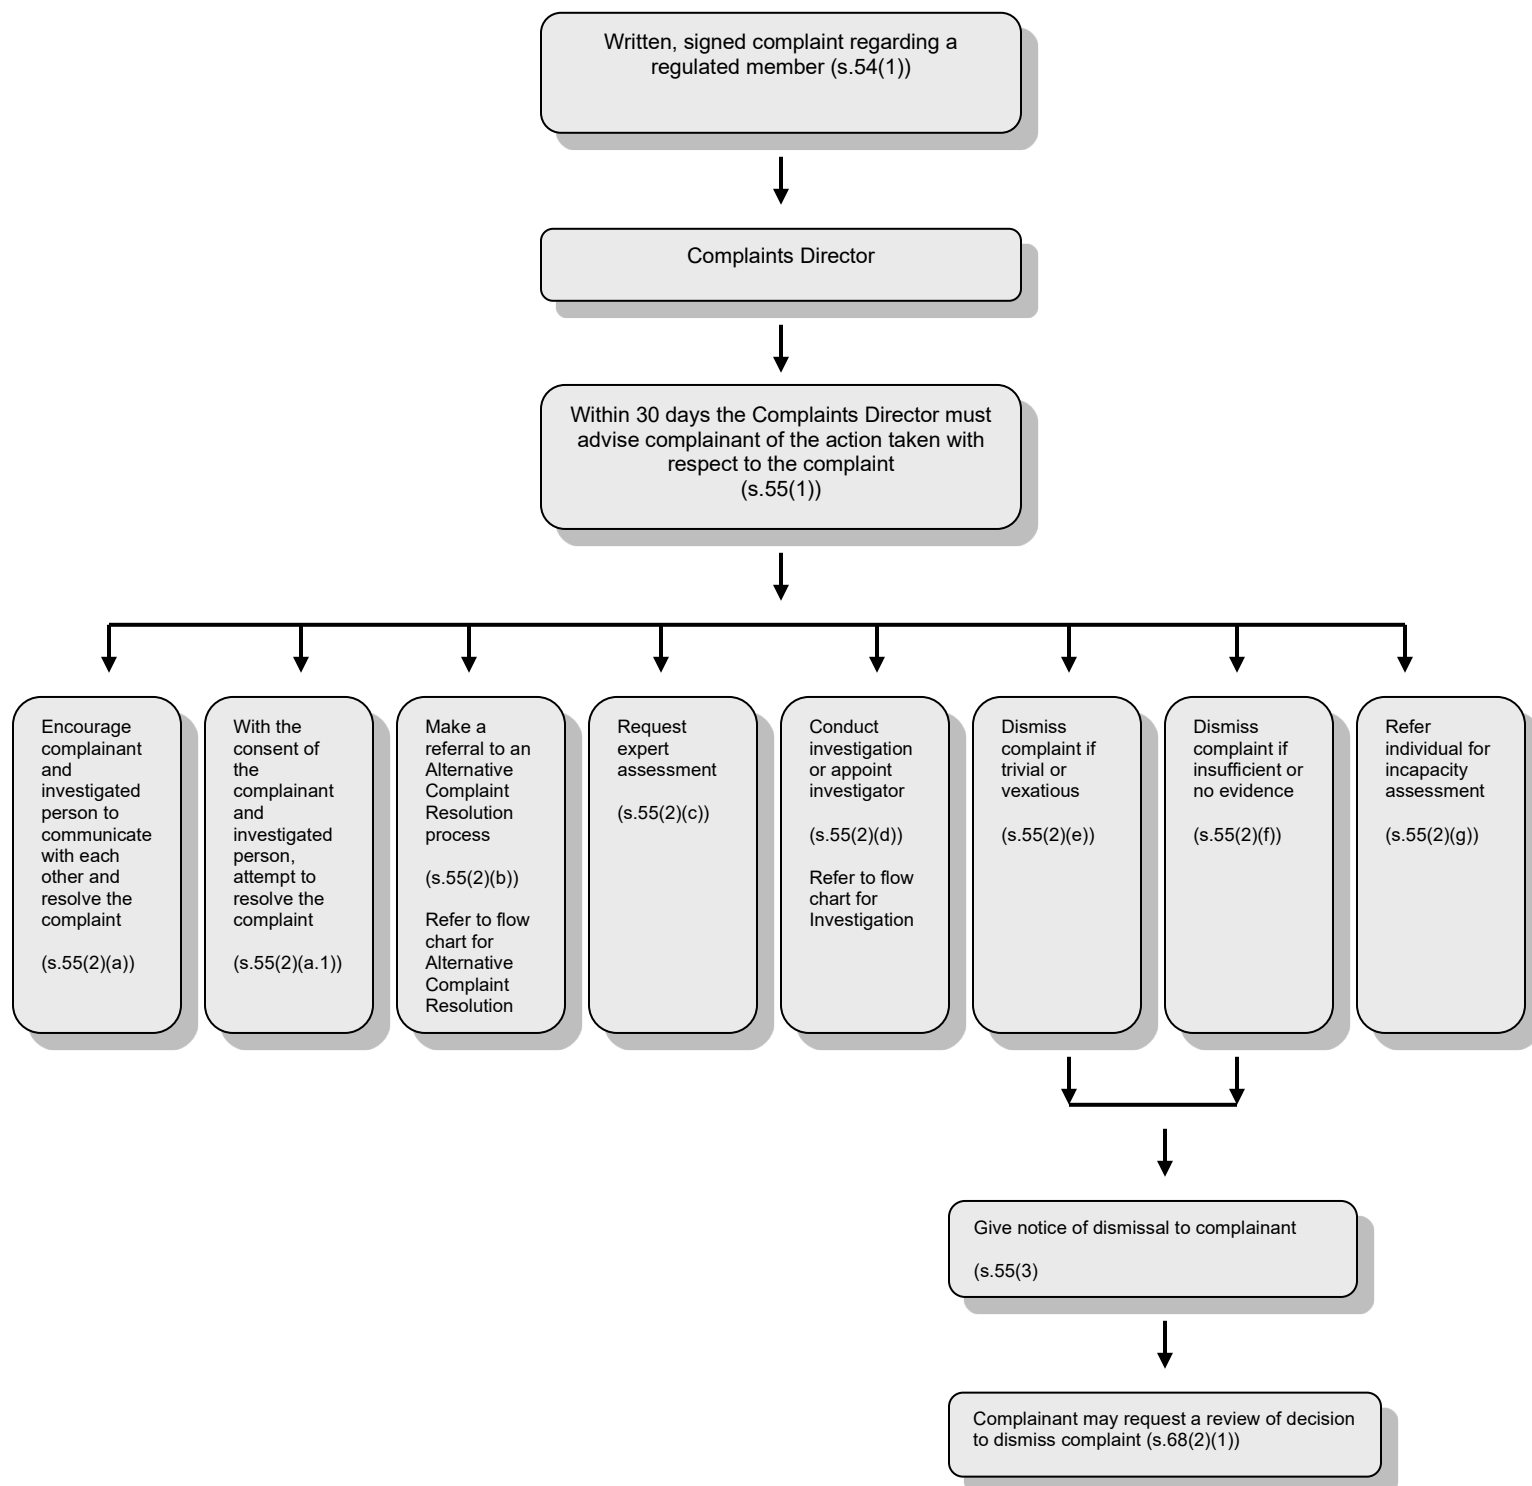 Written, signed complaint regarding a
regulated member (s.54(1))
Complaints Director
Within 30 days the Complaints Director must
advise complainant of the action taken with
respect to the complaint
(s.55(1))
Encourage
complainant
and
investigated
person to
communicate
with each
other and
resolve the
complaint
(s.55(2)(a))
With the
consent of
the
complainant
and
investigated
person,
attempt to
resolve the
complaint
(s.55(2)(a.1))
Make a
referral to an
Alternative
Complaint
Resolution
process
(s.55(2)(b))
Refer to flow
chart for
Alternative
Complaint
Resolution
Request
expert
assessment
(s.55(2)(c))
Conduct
investigation
or appoint
investigator
(s.55(2)(d))
Refer to flow
chart for
Investigation
Dismiss
complaint if
trivial or
vexatious
(s.55(2)(e))
Dismiss
complaint if
insufficient or
no evidence
(s.55(2)(f))
Refer
individual for
incapacity
assessment
(s.55(2)(g))
Give notice of dismissal to complainant
(s.55(3)
Complainant may request a review of decision
to dismiss complaint (s.68(2)(1))